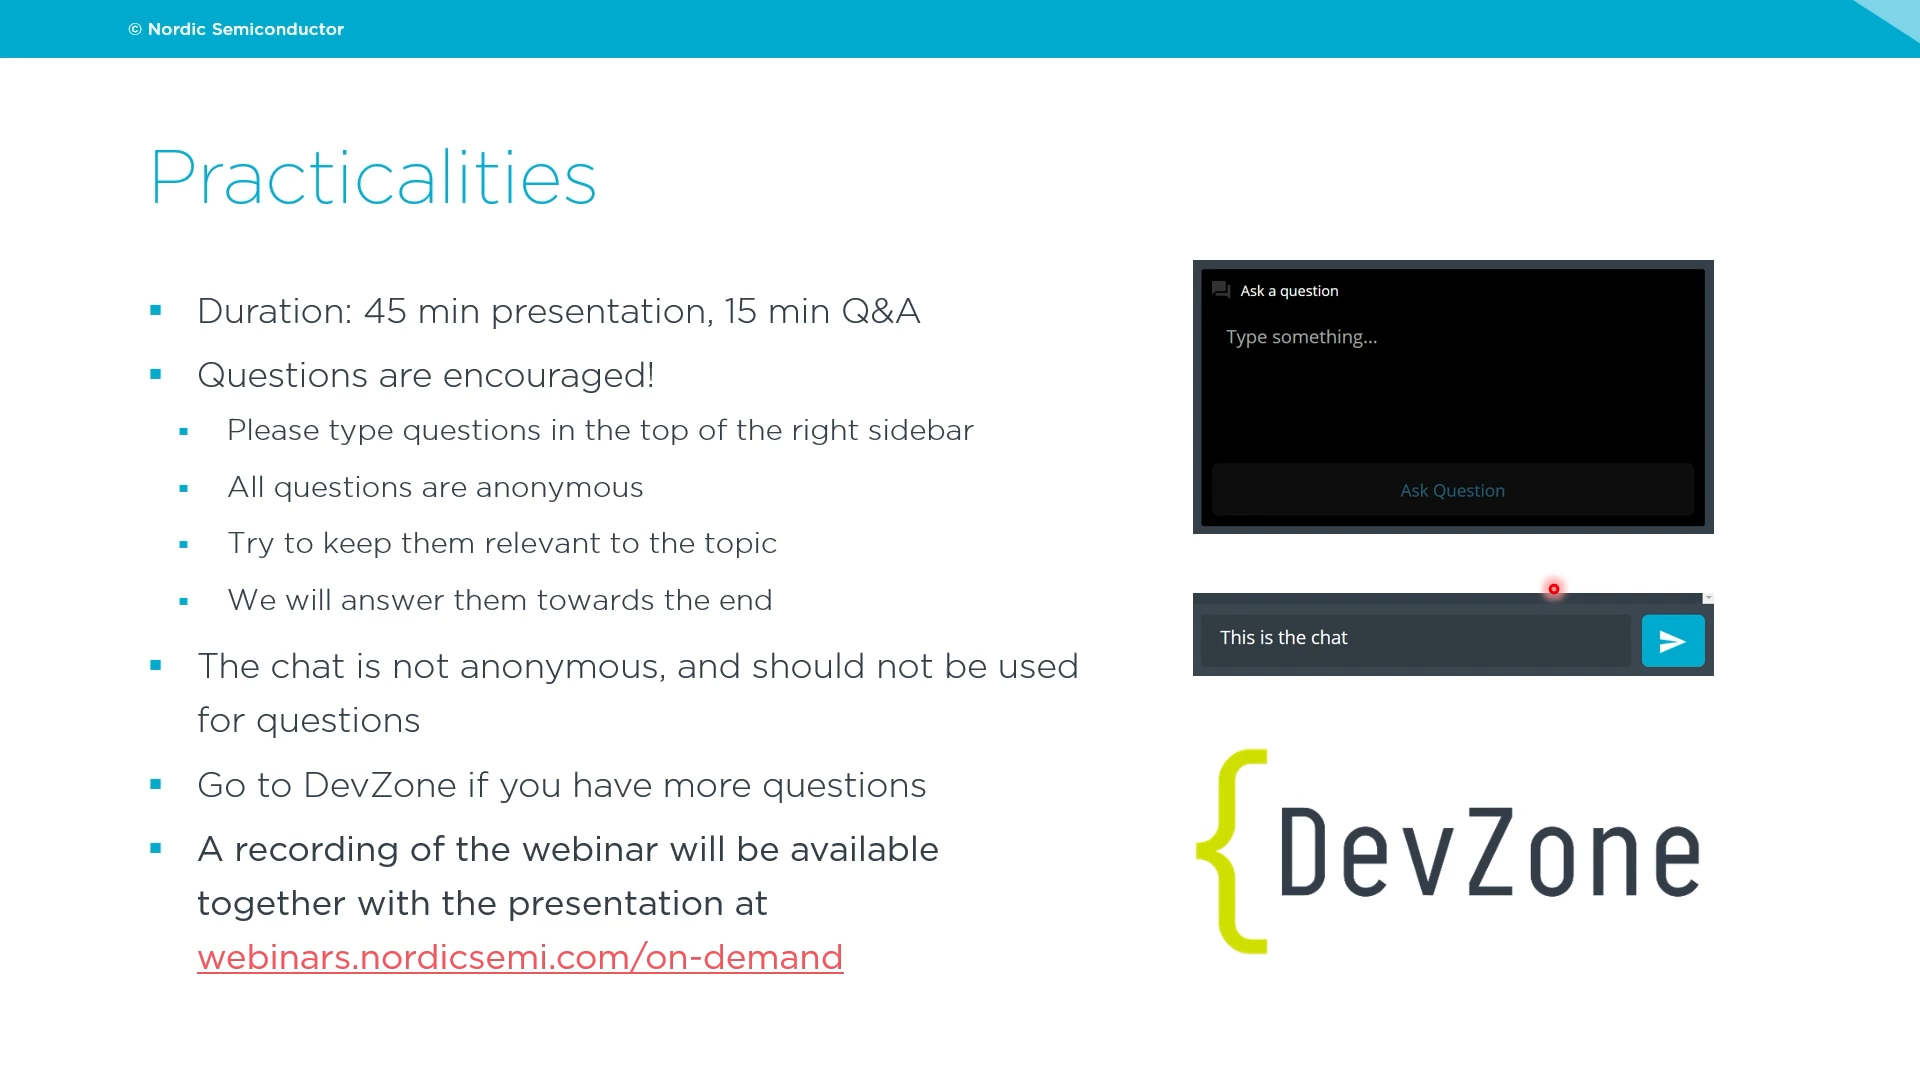 © Nordic Semiconductor
Practicalities
Duration: 45 min presentation, 15 min Q&A
Questions are encouraged!
Please type questions in the top of the right sidebar
All questions are anonymous
Try to keep them relevant to the topic
We will answer them towards the end
The chat is not anonymous, and should not be used
for questions
Go to DevZone if you have more questions
A recording of the webinar will be available
together with the presentation at
webinars.nordicsemi.com/on-demand
Ask a question
Type something...
Ask Question
This is the chat
{DevZone